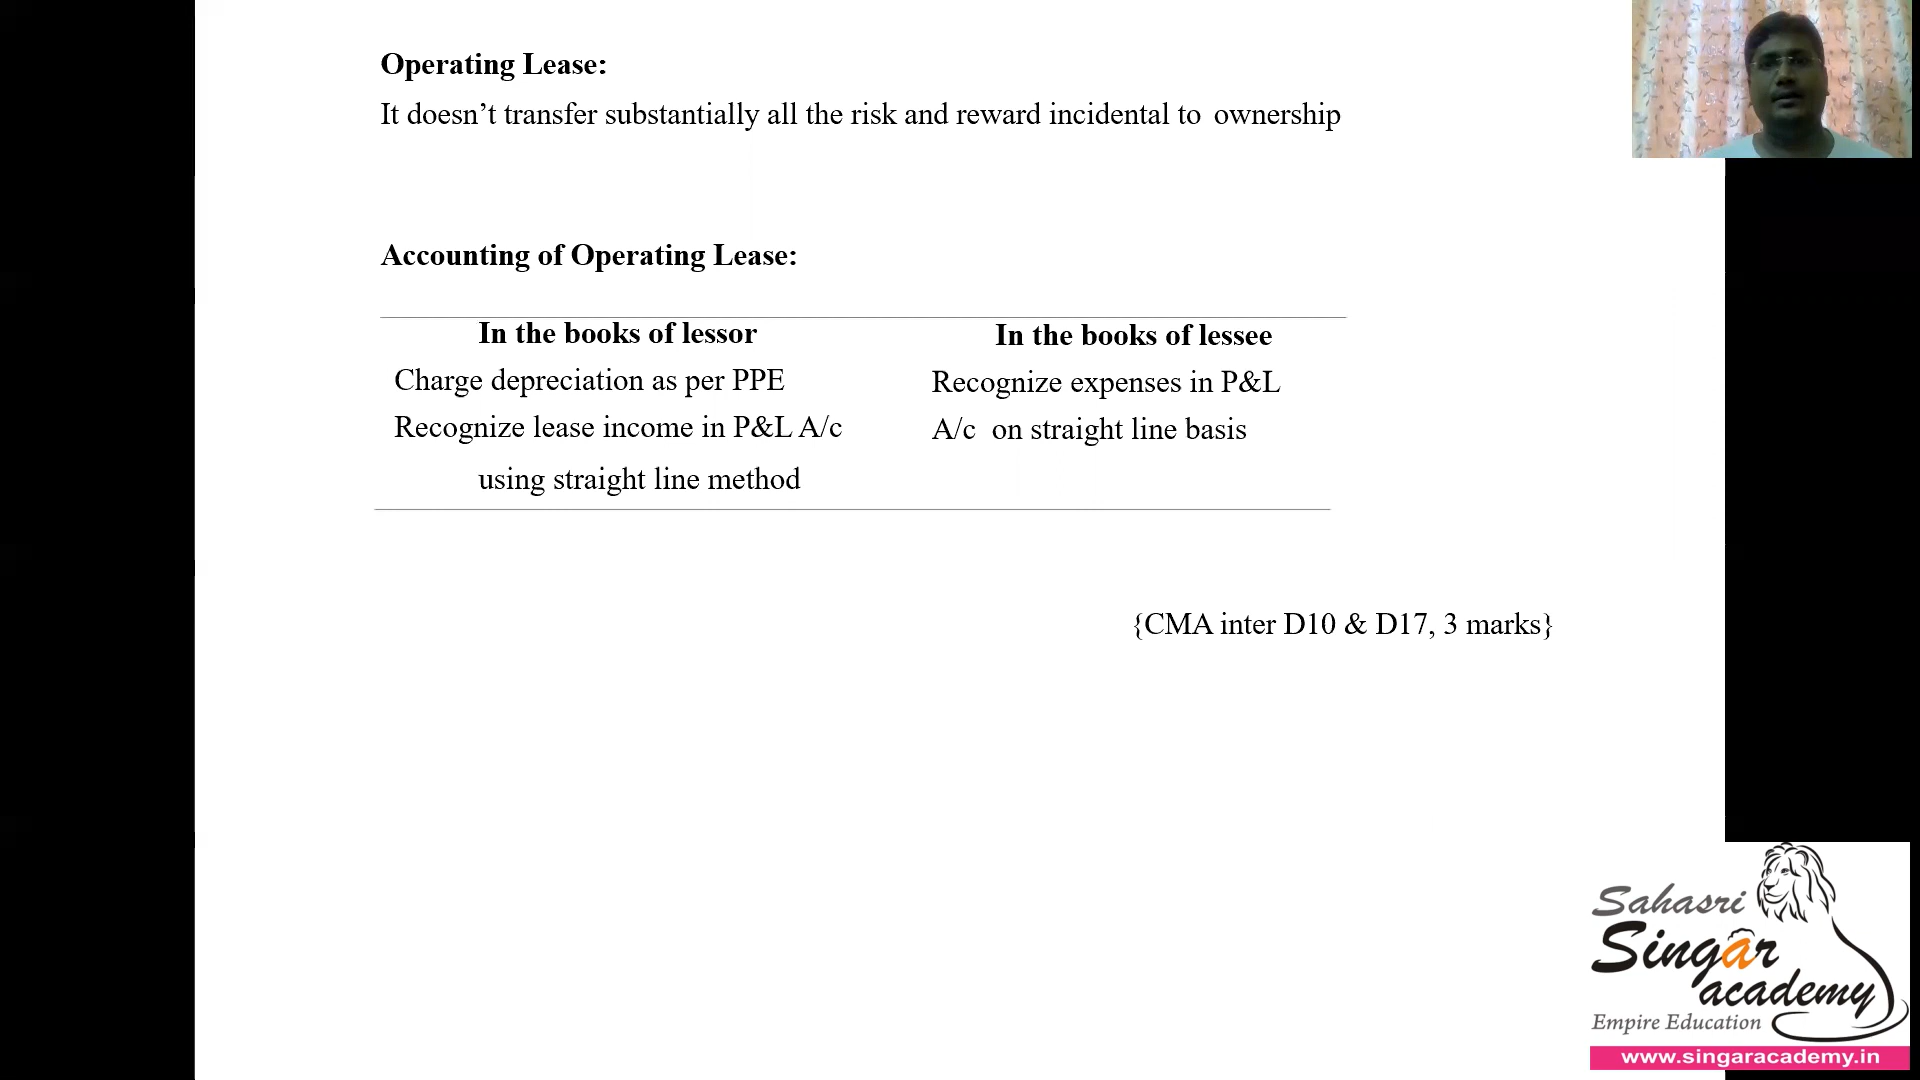 Operating Lease:
It doesn’t transfer substantially all the risk and reward incidental to ownership
Accounting of Operating Lease:
In the books of lessor
Charge depreciation as per PPE
Recognize lease income in P&L A/c
using straight line method
In the books of lessee
Recognize expenses in P&L
A/c on straight line basis
{CMA inter D10 & D17, 3 marks}
Sahasri
Singar
academy
Empire Education
www.singaracademy.in